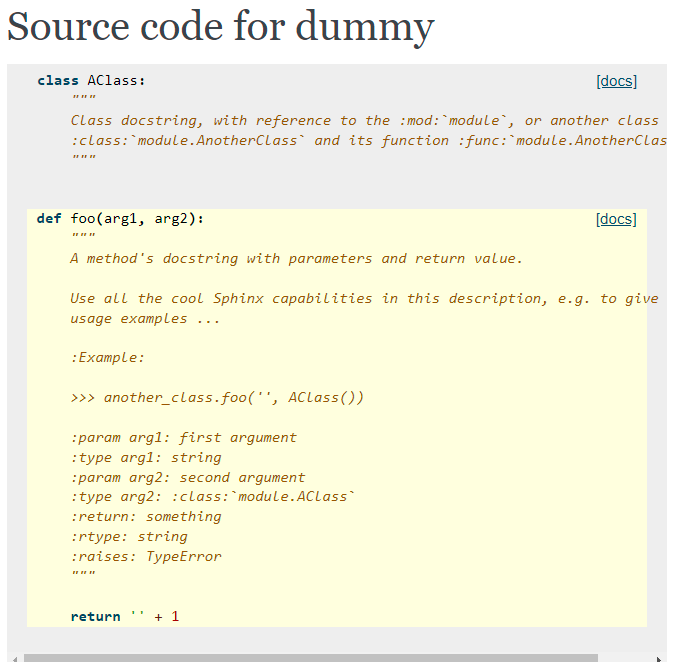 Source code for dummy
class AClass: [docs]
"""
Class docstring, with reference to the :mod:`module`, or another class
:class:`module.AnotherClass` and its function :func:`module.AnotherClas
"""
def foo(arg1, arg2): [docs]
"""
A method's docstring with parameters and return value.
Use all the cool Sphinx capabilities in this description, e.g. to give
usage examples ...
:Example:
>>> another_class.foo('', AClass())
:param arg1: first argument
:type arg1: string
:param arg2: second argument
:type arg2: :class:`module.AClass`
:return: something
:rtype: string
:raises: TypeError
"""
return '' + 1